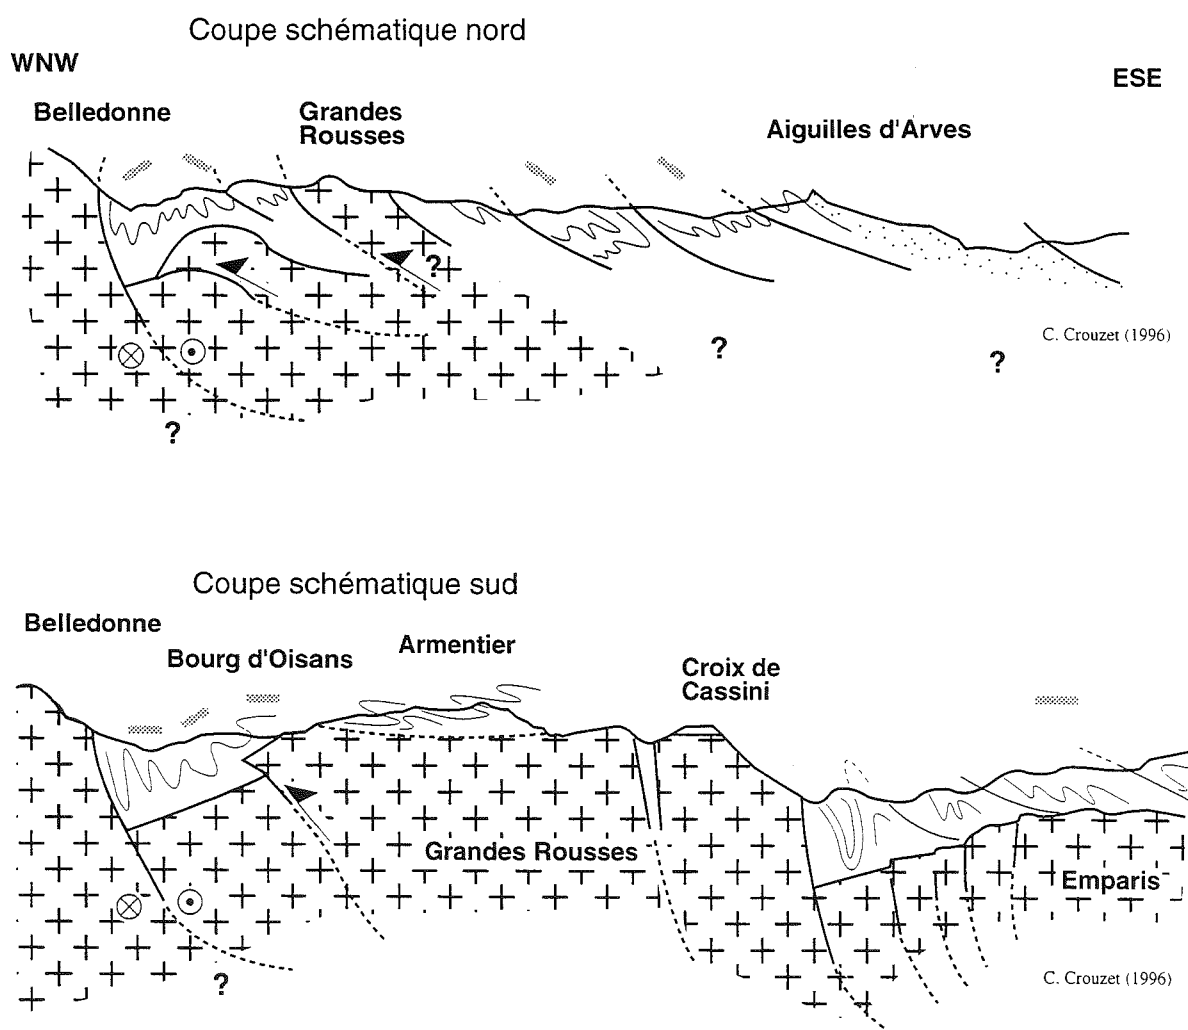 Coupe schématique nord
WNW
ESE
Belledonne
Grandes
Rousses
Aiguilles d'Arves
?
C. Crouzet (1996)
?
?
?
Coupe schématique sud
Belledonne
Bourg d'Oisans
Armentier
Croix de
Cassini
Grandes Rousses
Emparis
?
C. Crouzet (1996)